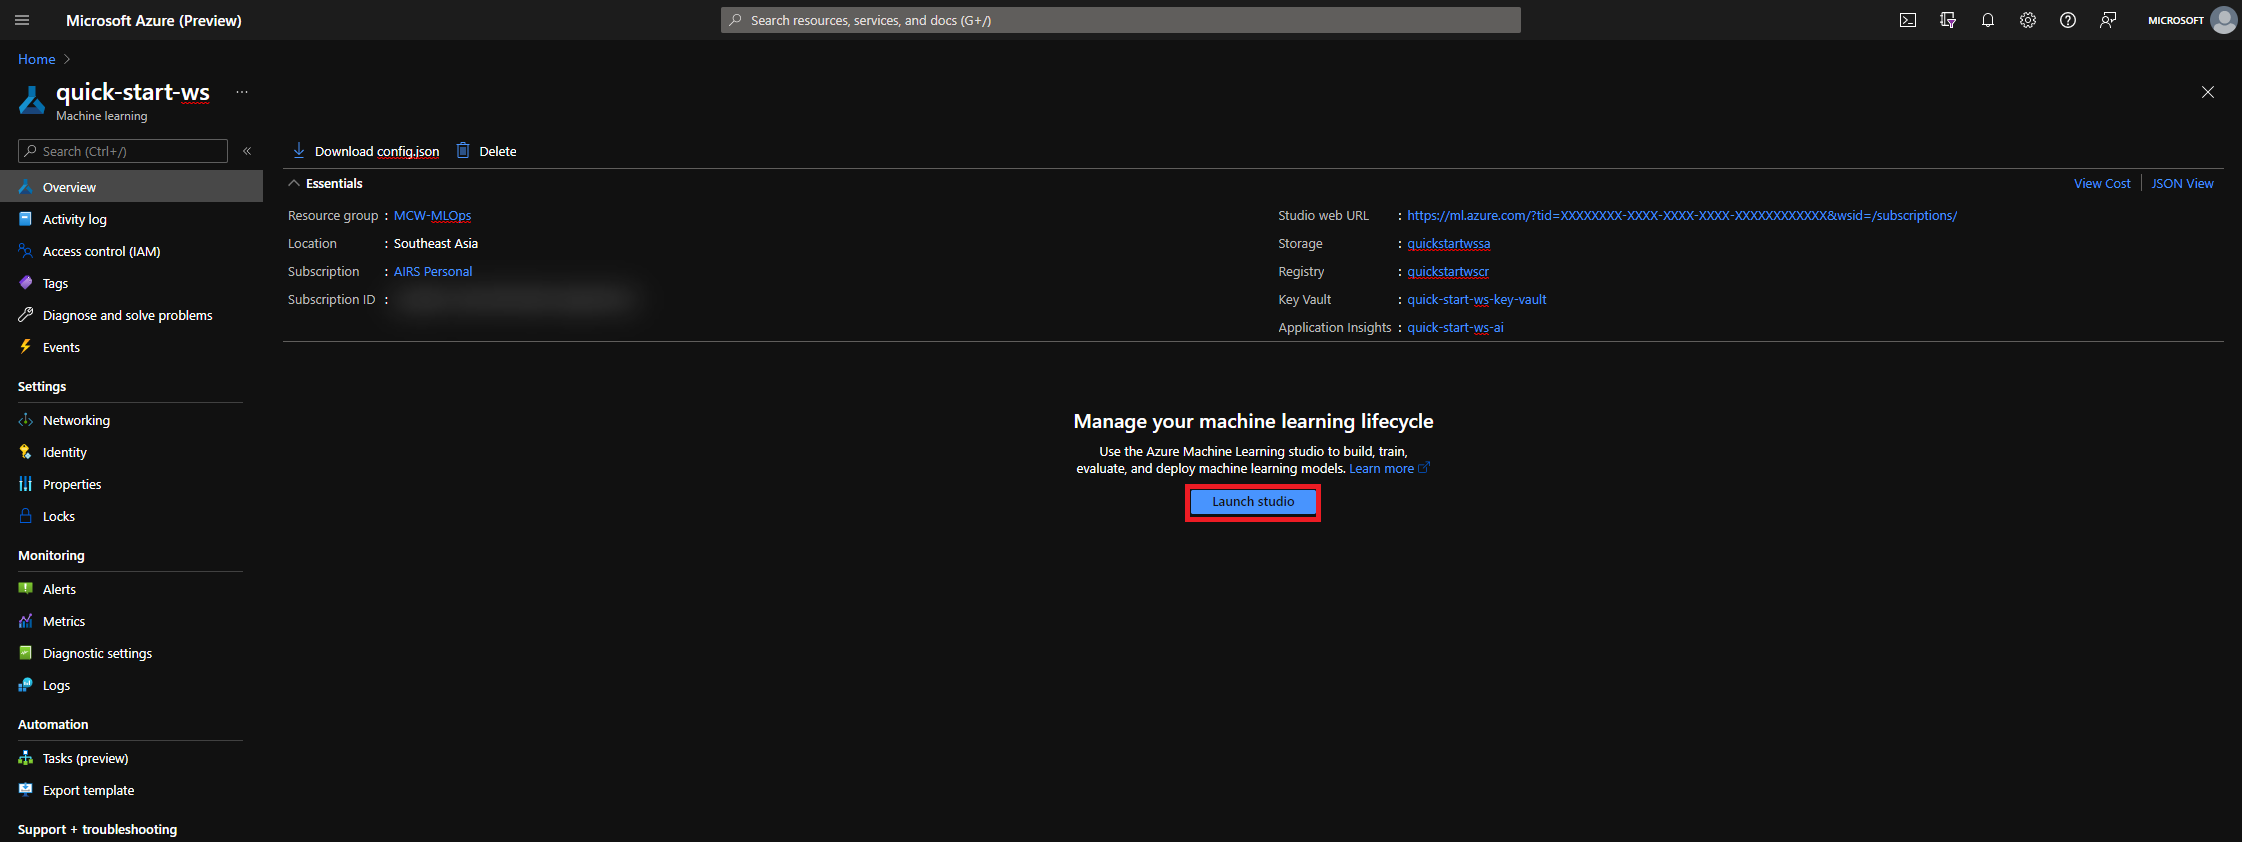 Microsoft Azure (Preview)
Search resources, services, and docs (G+/)
MICROSOFT
Home
quick-start-ws
...
Machine learning
Search (Ctrl+/)
«
Download config.json
Delete
Overview
Activity log
Access control (IAM)
Tags
Diagnose and solve problems
Events
Settings
Networking
Identity
Properties
Locks
Monitoring
Alerts
Metrics
Diagnostic settings
Logs
Automation
Tasks (preview)
Export template
Support + troubleshooting
Essentials
View Cost
JSON View
Resource group : MCW-MLOps
Location : Southeast Asia
Subscription : AIRS Personal
Subscription ID :
Studio web URL : https://ml.azure.com/?tid=XXXXXXXX-XXXX-XXXX-XXXX-XXXXXXXXXXXX&wsid=/subscriptions/
Storage : quickstartwssa
Registry : quickstartwscr
Key Vault : quick-start-ws-key-vault
Application Insights : quick-start-ws-ai
Manage your machine learning lifecycle
Use the Azure Machine Learning studio to build, train,
evaluate, and deploy machine learning models. Learn more
Launch studio